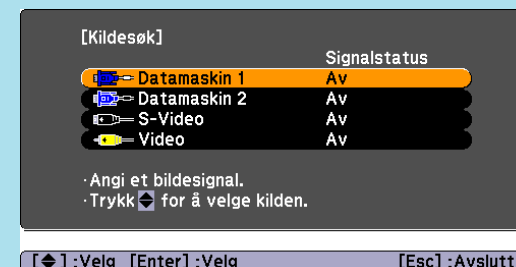 [Kildesøk]
Signalstatus
Datamaskin 1 Av
Datamaskin 2 Av
S-Video Av
Video Av
·Angi et bildesignal.
·Trykk for å velge kilden.
[ ] :Velg [Enter] :Velg [Esc] :Avslutt